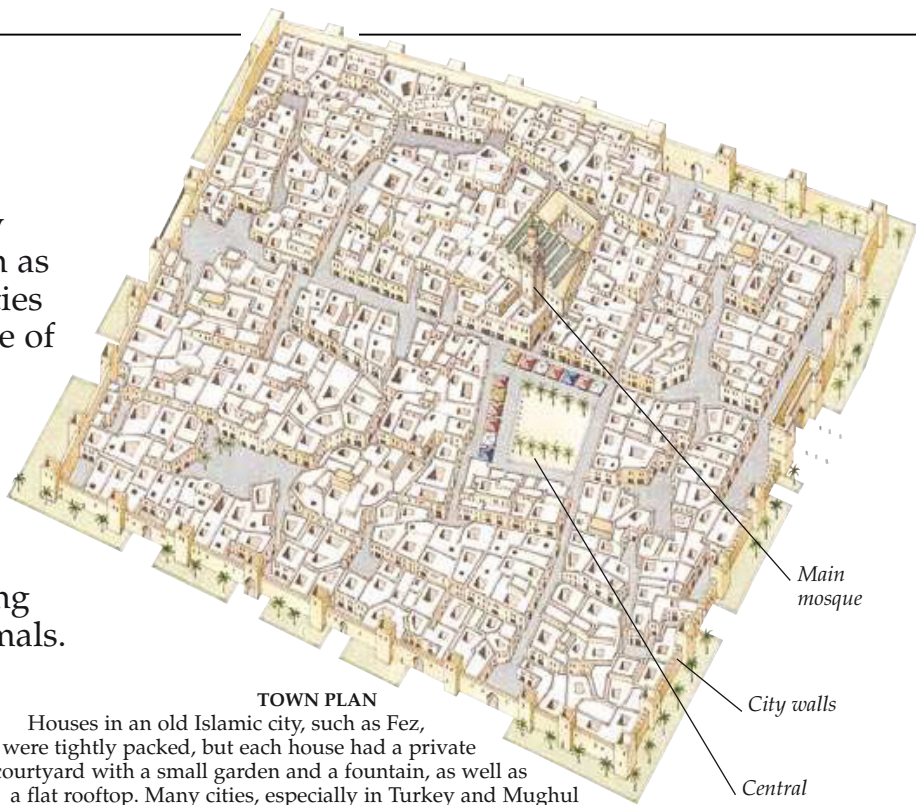 y
n as
ties
e of
ng
mals.
TOWN PLAN
Houses in an old Islamic city, such as Fez,
were tightly packed, but each house had a private
courtyard with a small garden and a fountain, as well as
a flat rooftop. Many cities, especially in Turkey and Mughul
Main
mosque
City walls
Central